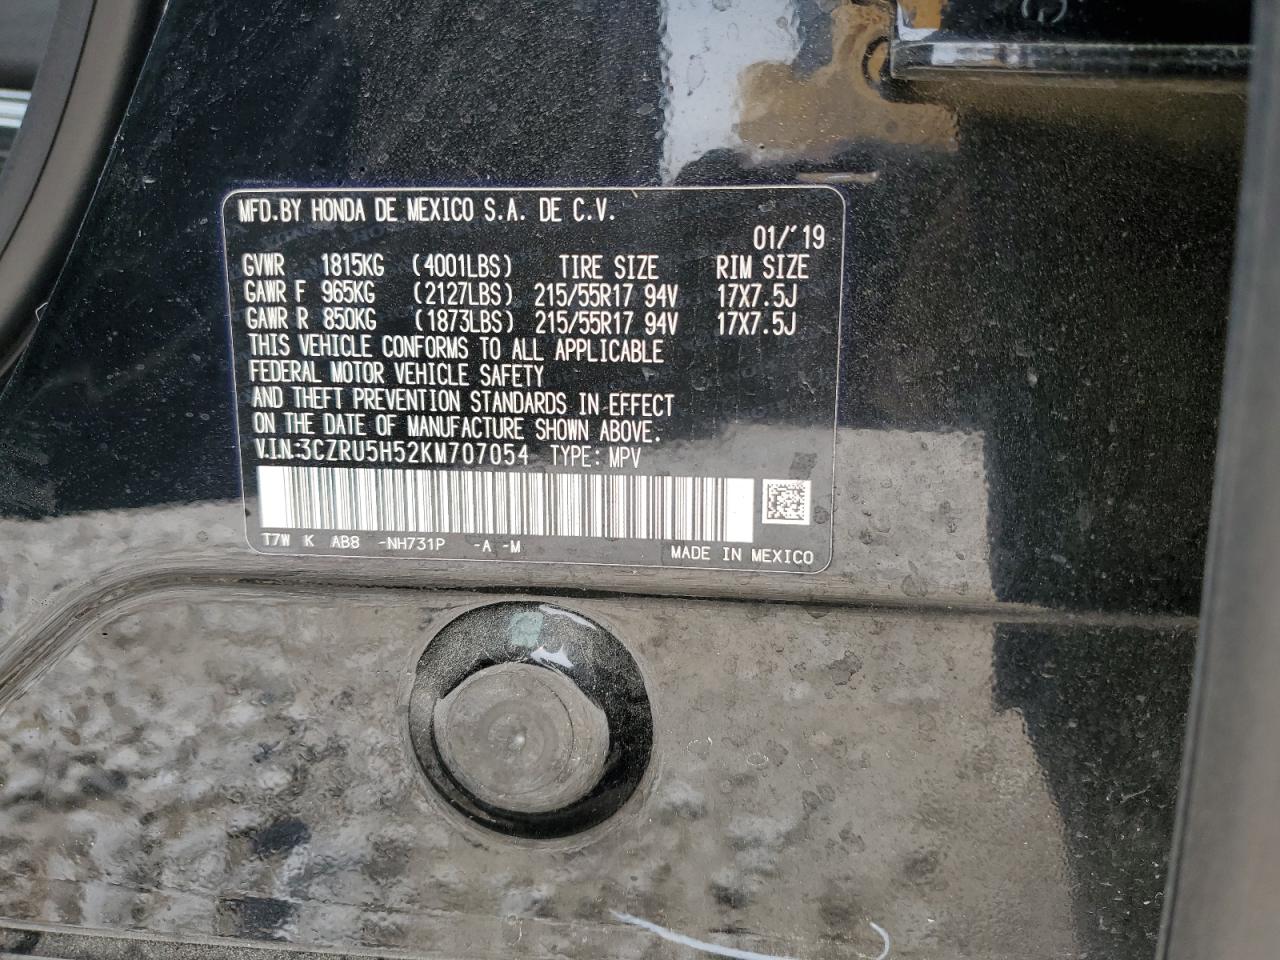 MFD.BY HONDA DE MEXICO S.A. DE C.V.
01/'19
GVWR 1815KG (4001LBS) TIRE SIZE RIM SIZE
GAWR F 965KG (2127LBS) 215/55R17 94V 17X7.5J
GAWR R 850KG (1873LBS) 215/55R17 94V 17X7.5J
THIS VEHICLE CONFORMS TO ALL APPLICABLE
FEDERAL MOTOR VEHICLE SAFETY
AND THEFT PREVENTION STANDARDS IN EFFECT
ON THE DATE OF MANUFACTURE SHOWN ABOVE.
V.I.N:3CZRU5H52KM707054 TYPE: MPV
T7W K AB8 -NH731P -A -M
MADE IN MEXICO